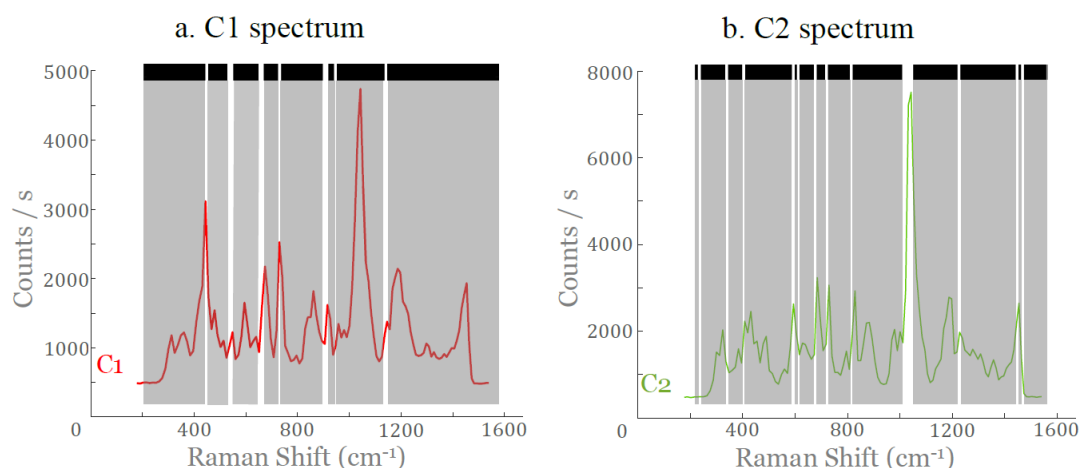 a. C1 spectrum
5000
4000
3000
2000
1000
0
400
800
1200
1600
Counts / s
C1
Raman Shift (cm⁻¹)
b. C2 spectrum
8000
6000
4000
2000
0
400
800
1200
1600
Counts / s
C2
Raman Shift (cm⁻¹)